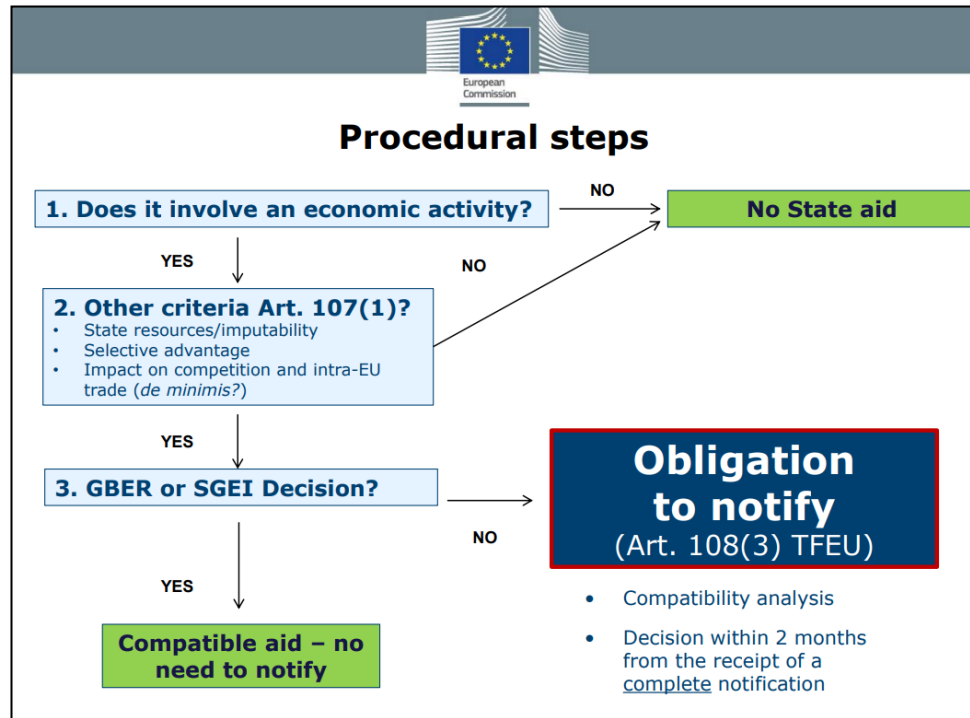 European
Commission
Procedural steps
1. Does it involve an economic activity?
NO
No State aid
YES
NO
2. Other criteria Art. 107(1)?
• State resources/imputability
• Selective advantage
• Impact on competition and intra-EU
trade (de minimis?)
YES
3. GBER or SGEI Decision?
NO
Obligation
to notify
(Art. 108(3) TFEU)
YES
• Compatibility analysis
• Decision within 2 months
from the receipt of a
complete notification
Compatible aid – no
need to notify